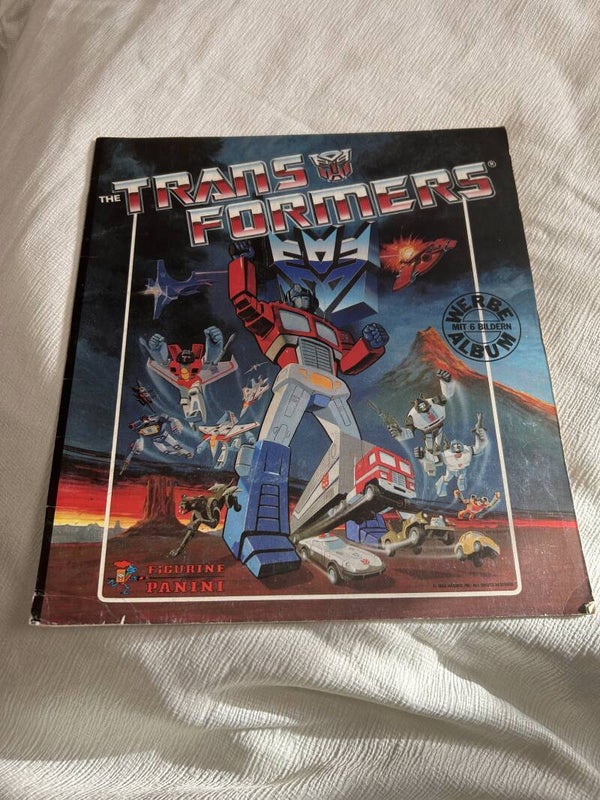 THE TRANS
FORMERS®
WERBE
MIT 6 BILDERN
ALBUM
FIGURINE
PANINI